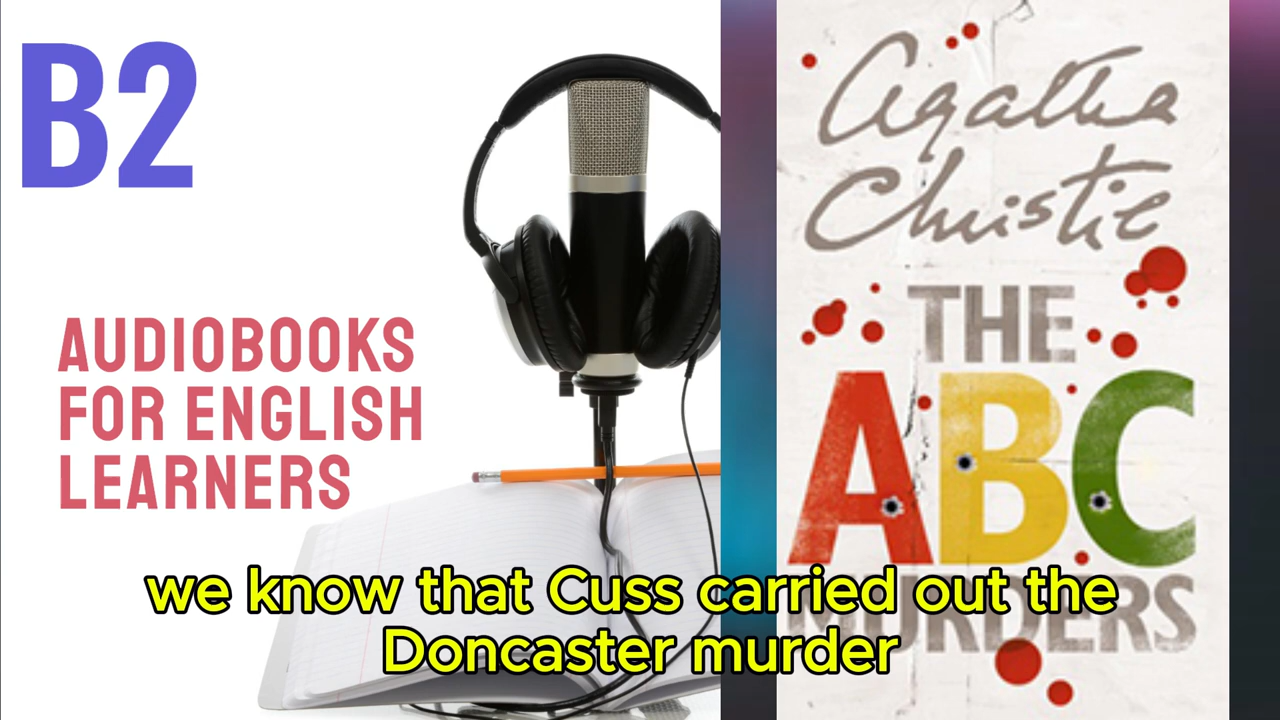 B2
AUDIOBOOKS
FOR ENGLISH
LEARNERS
Agatha
Christie
THE
ABC
MURDERS
we know that Cuss carried out the
Doncaster murder